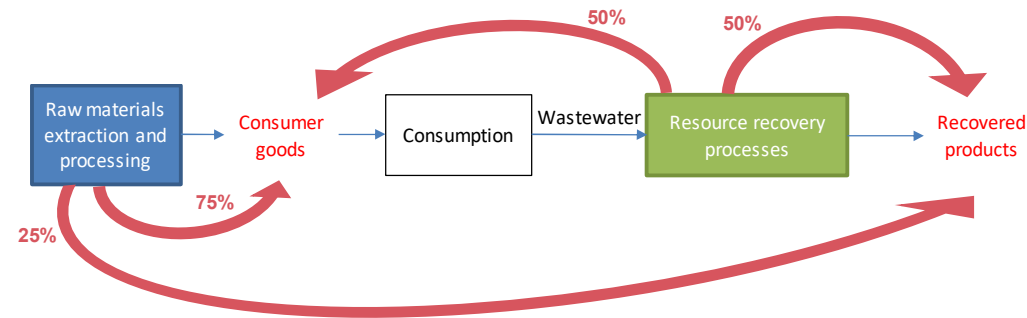 50%
50%
Raw materials
extraction and
processing
Consumer
goods
Consumption
Wastewater
Resource recovery
processes
Recovered
products
75%
25%